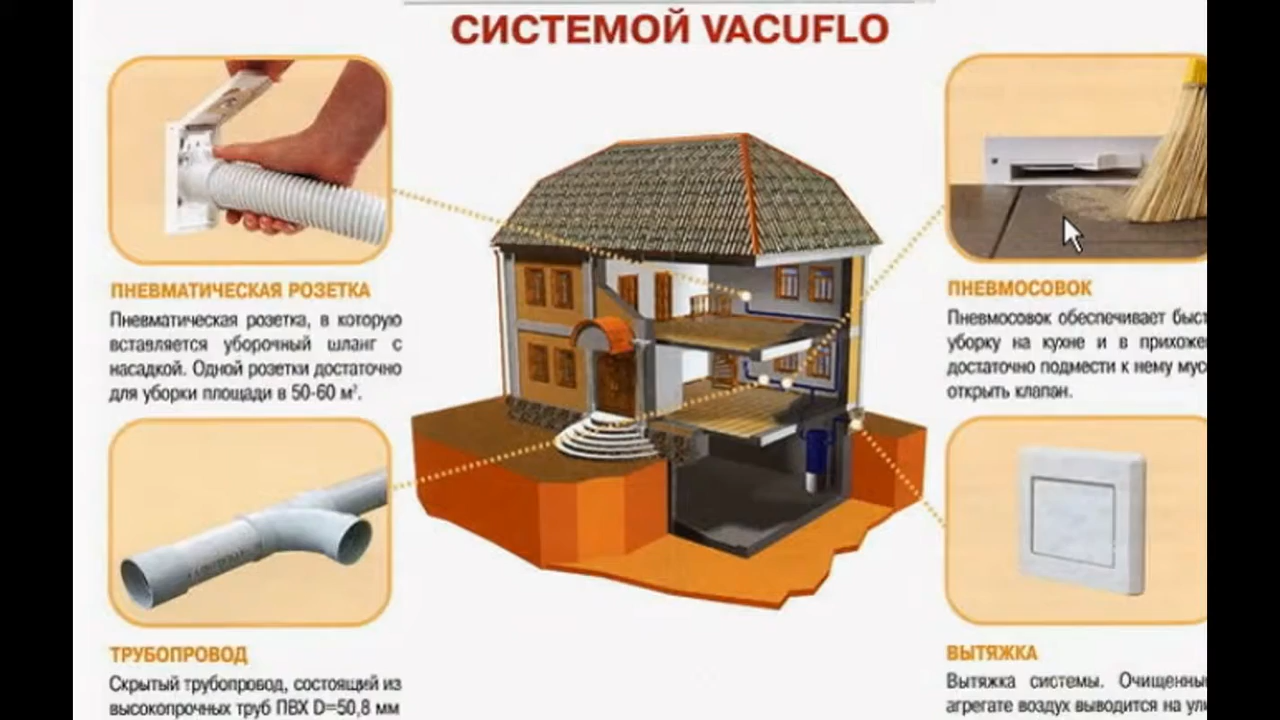 СИСТЕМОЙ VACUFLO
ПНЕВМАТИЧЕСКАЯ РОЗЕТКА
Пневматическая розетка, в которую
вставляется уборочный шланг с
насадкой. Одной розетки достаточно
для уборки площади в 50-60 м².
ТРУБОПРОВОД
Скрытый трубопровод, состоящий из
высокопрочных труб ПВХ D=50,8 мм
ПНЕВМОСОВОК
Пневмосовок обеспечивает быст
уборку на кухне и в прихоже
достаточно подмести к нему мус
открыть клапан.
ВЫТЯЖКА
Вытяжка системы. Очищенны
агрегате воздух выводится на ули